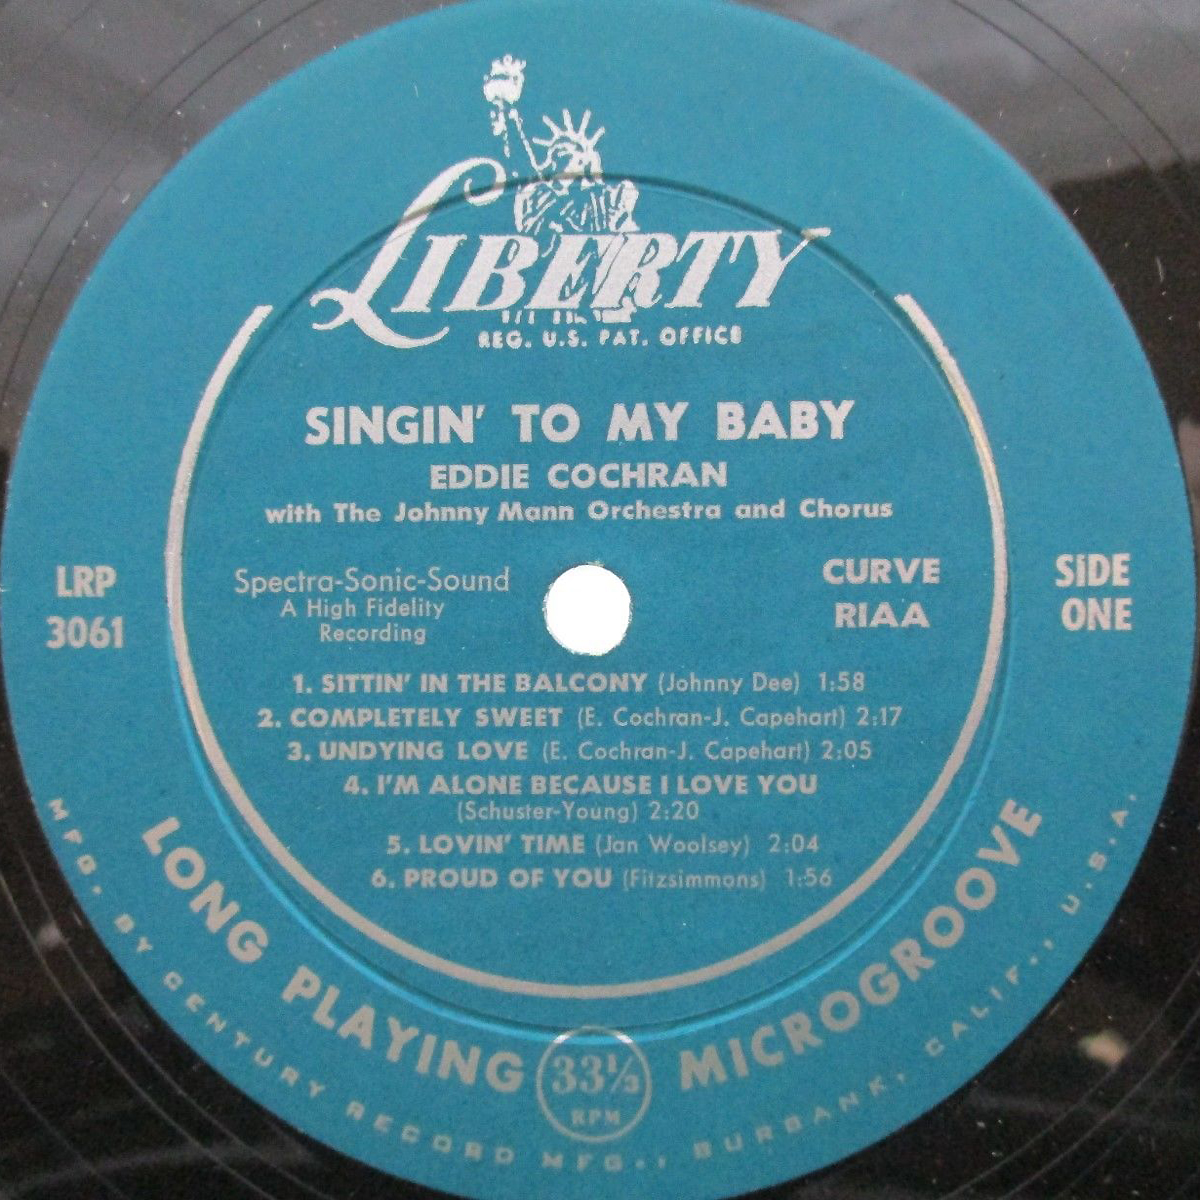 LIBERTY
REG. U.S. PAT. OFFICE
SINGIN' TO MY BABY
EDDIE COCHRAN
with The Johnny Mann Orchestra and Chorus
LRP
3061
Spectra-Sonic-Sound
A High Fidelity
Recording
CURVE
RIAA
SIDE
ONE
1. SITTIN' IN THE BALCONY (Johnny Dee) 1:58
2. COMPLETELY SWEET (E. Cochran-J. Capehart) 2:17
3. UNDYING LOVE (E. Cochran-J. Capehart) 2:05
4. I'M ALONE BECAUSE I LOVE YOU
(Schuster-Young) 2:20
5. LOVIN' TIME (Jan Woolsey) 2:04
6. PROUD OF YOU (Fitzsimmons) 1:56
LONG PLAYING 33⅓ RPM MICROGROOVE
MFG. BY CENTURY RECORD MFG., BURBANK, CALIF., U.S.A.